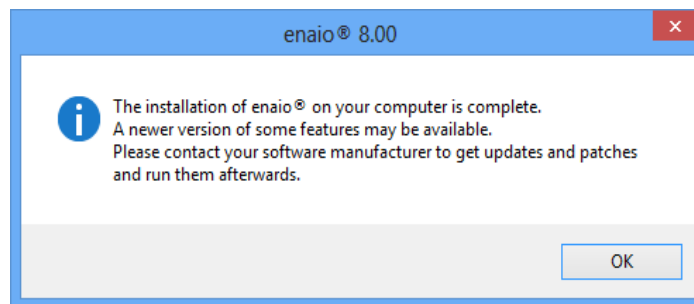 enaio® 8.00
The installation of enaio® on your computer is complete.
A newer version of some features may be available.
Please contact your software manufacturer to get updates and patches
and run them afterwards.
OK